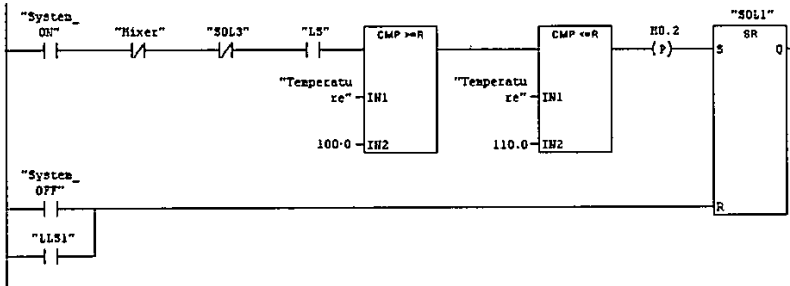 "System_
ON"
"Mixer"
"SOL3"
"LS"
CMP >=R
"Temperatu
re"
IN1
100.0
IN2
CMP <=R
"Temperatu
re"
IN1
110.0
IN2
M0.2
(P)
"SOL1"
SR
S
Q
R
"System_
OFF"
"LLS1"